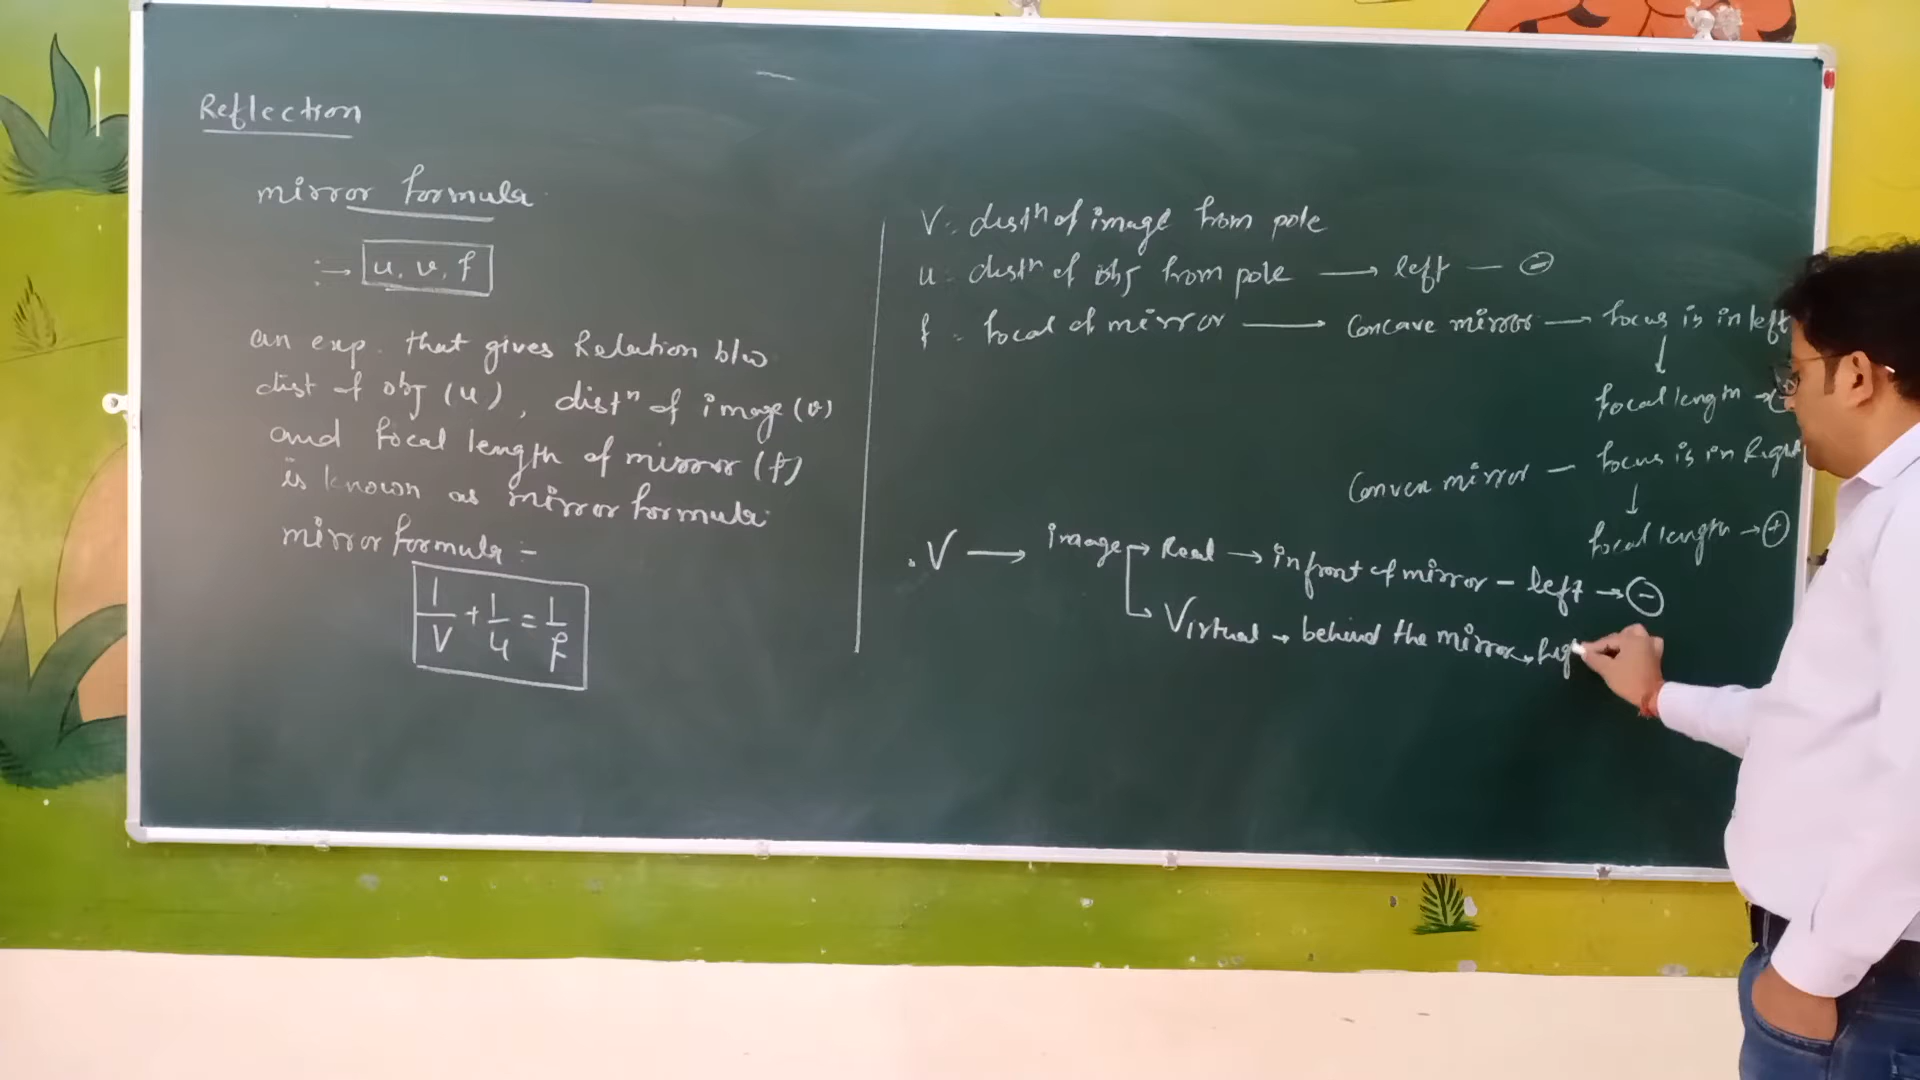 Reflection
mirror formula
:→ u, v, f
an exp. that gives Relation b/w
dist of obj (u), distⁿ of image (v)
and focal length of mirror (f)
is known as mirror formula.
mirror formula :-
1/V + 1/u = 1/f
V = distⁿ of image from pole
u = distⁿ of obj from pole → left — ⊖
f = focal of mirror → Concave mirror → focus is in left
↓
focal length →
Convex mirror — focus is in Right
↓
focal length → ⊕
. V → image → Real → infront of mirror - left → ⊖
↳ Virtual → behind the mirror →